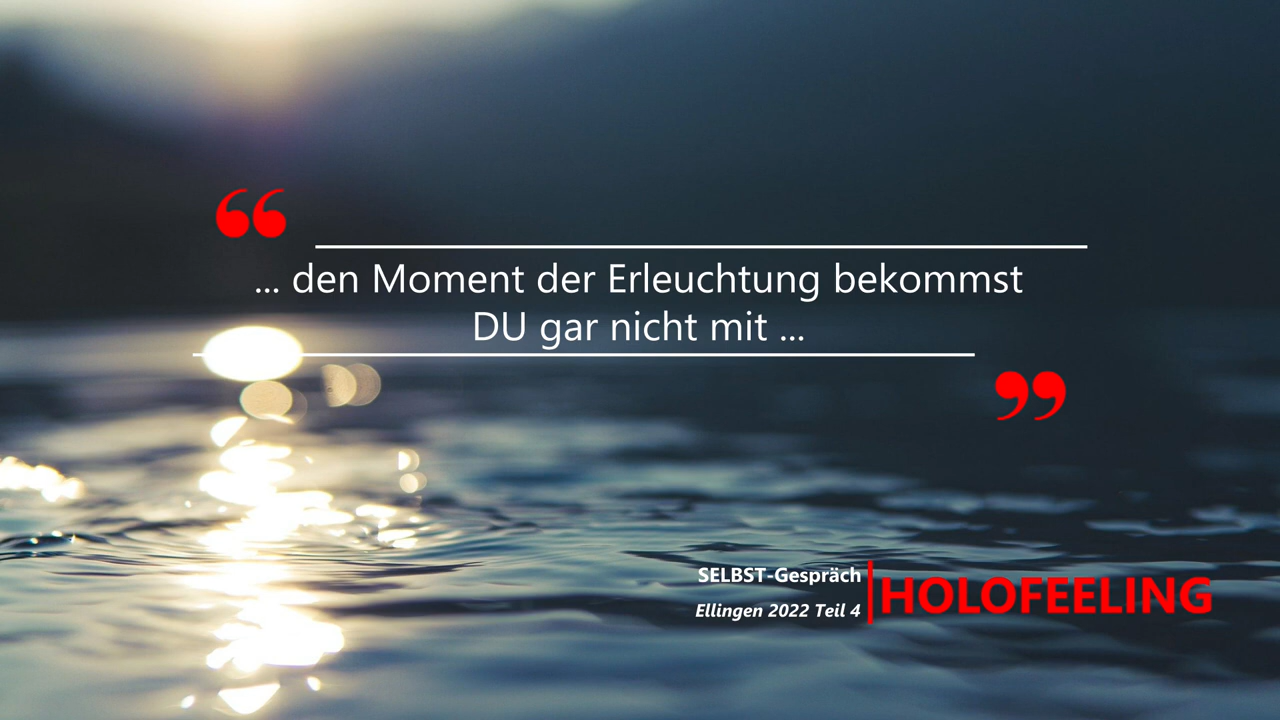 ... den Moment der Erleuchtung bekommst
DU gar nicht mit ...
SELBST-Gespräch
Ellingen 2022 Teil 4
HOLOFEELING